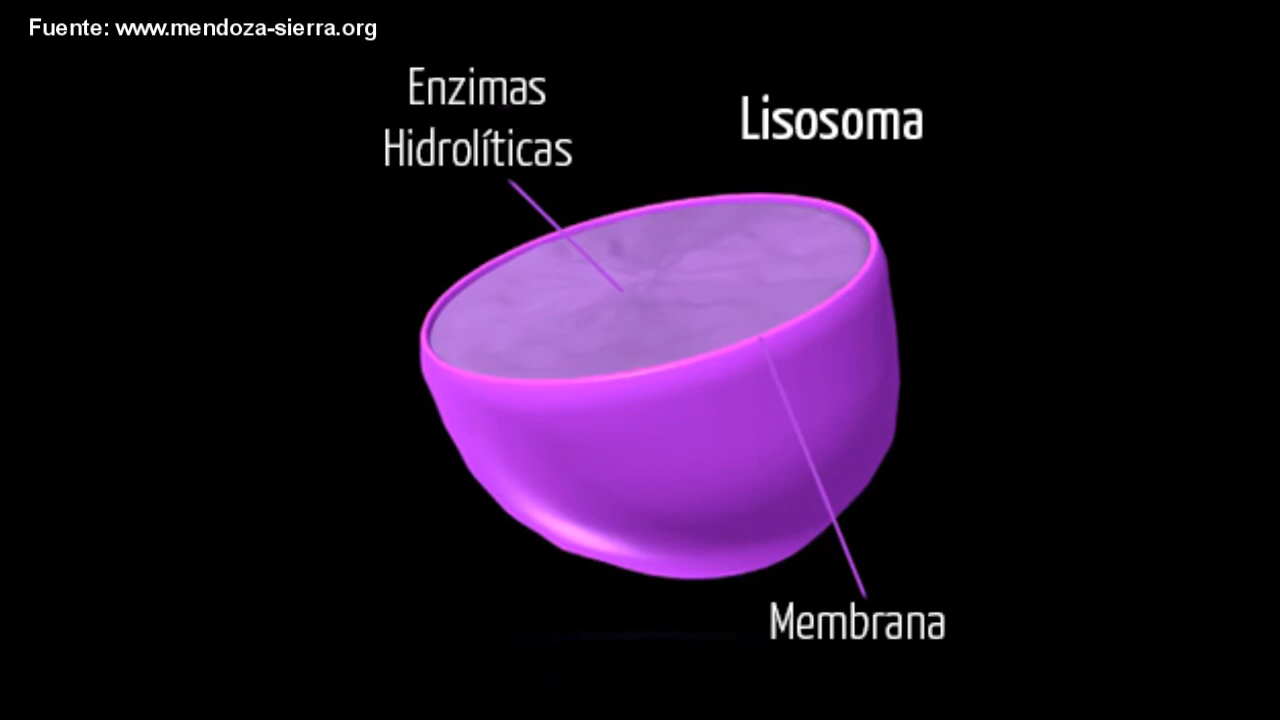 Fuente: www.mendoza-sierra.org
Enzimas
Hidrolíticas
Lisosoma
Membrana